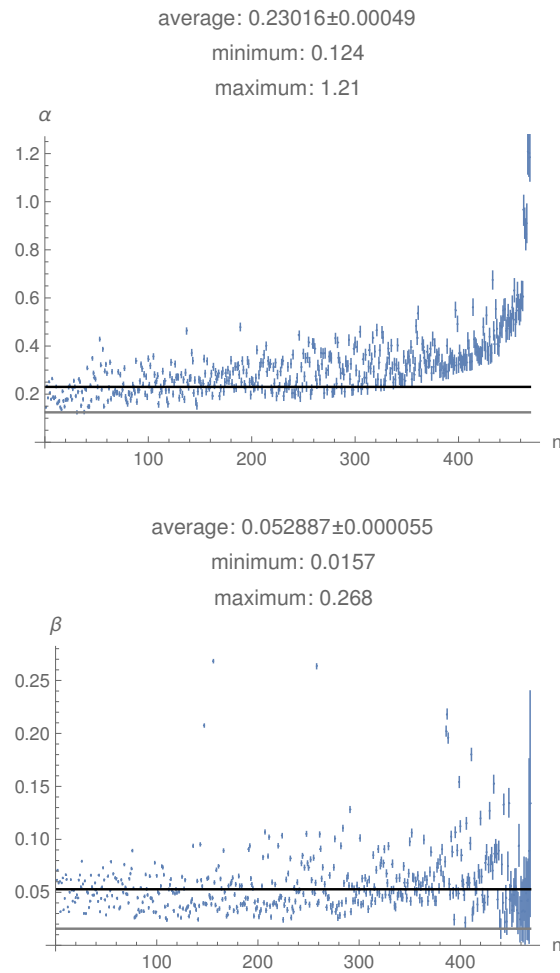 average: 0.23016±0.00049
minimum: 0.124
maximum: 1.21
α
1.2
1.0
0.8
0.6
0.4
0.2
100 200 300 400 n
average: 0.052887±0.000055
minimum: 0.0157
maximum: 0.268
β
0.25
0.20
0.15
0.10
0.05
100 200 300 400 n